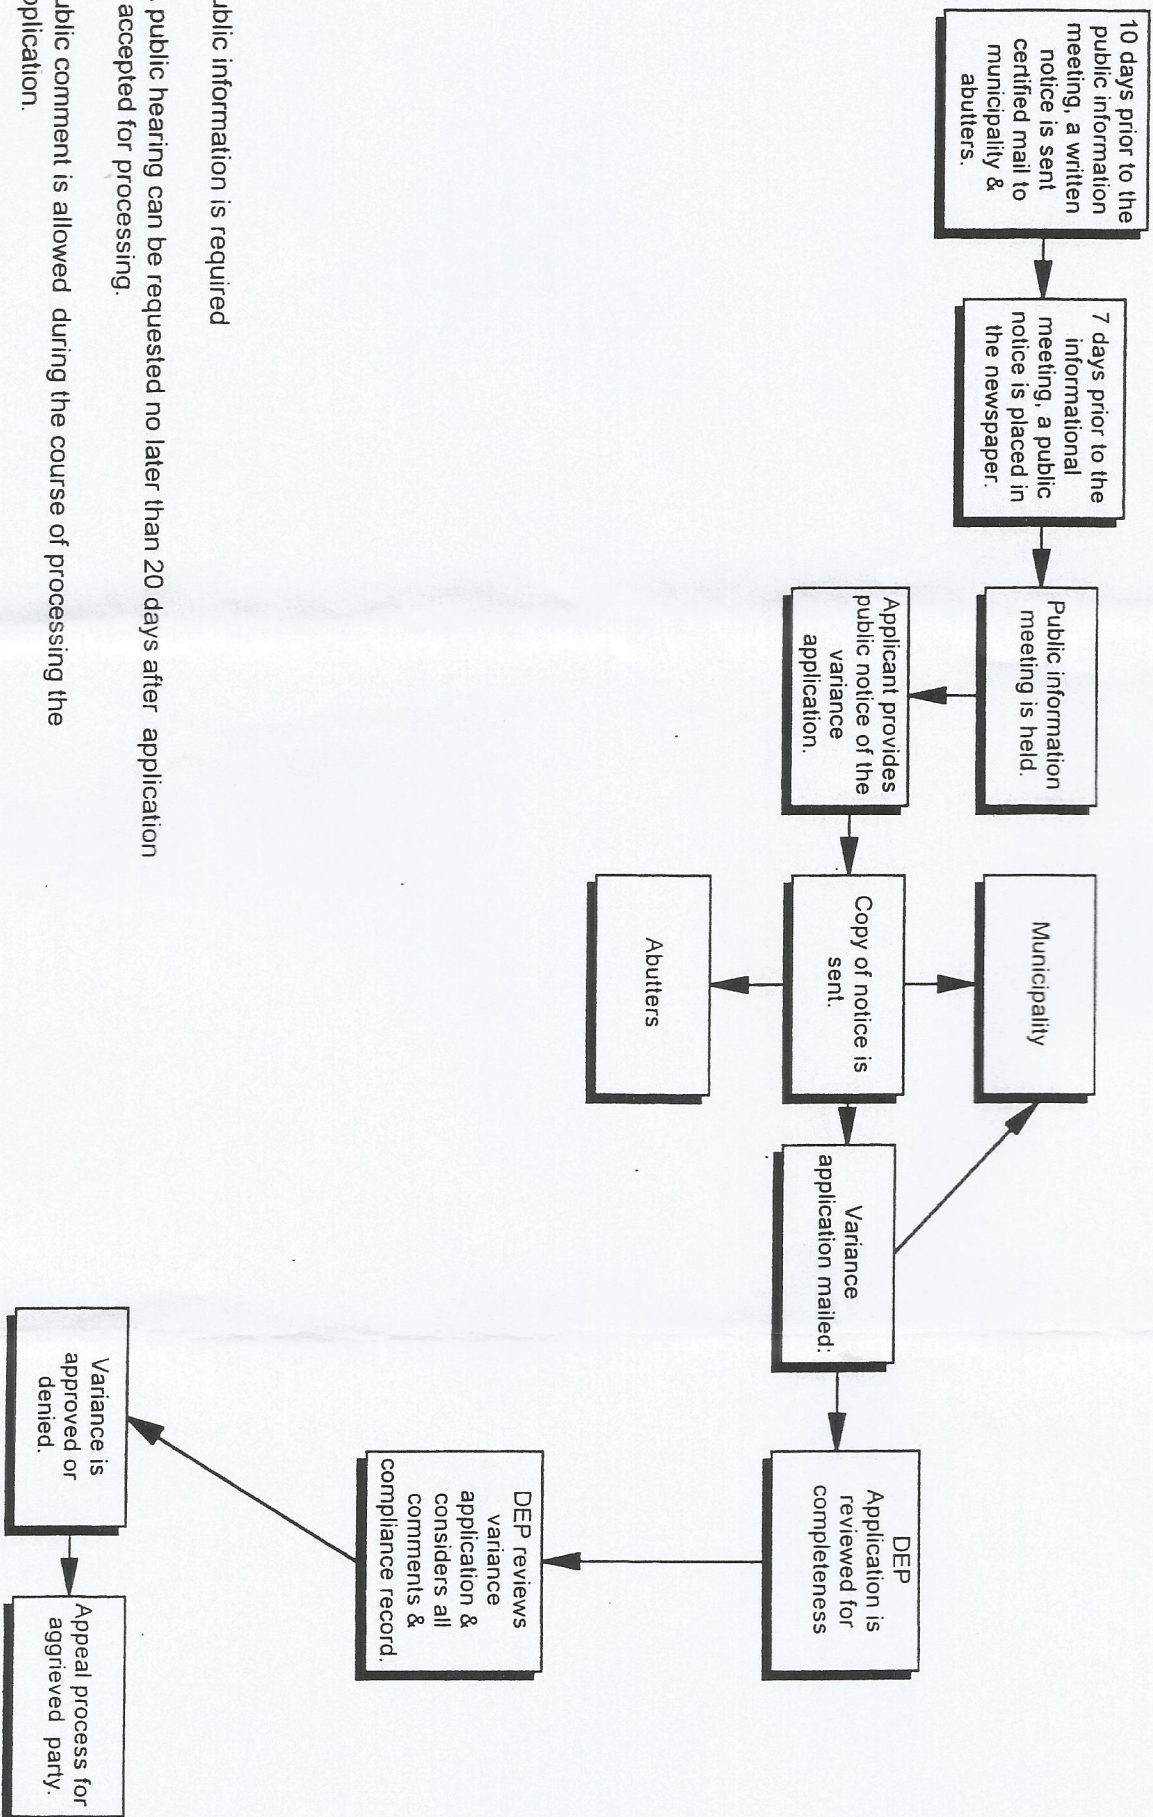 10 days prior to the
public information
meeting, a written
notice is sent
certified mail to
municipality &
abutters.
7 days prior to the
informational
meeting, a public
notice is placed in
the newspaper.
Public information
meeting is held.
Applicant provides
public notice of the
variance
application.
Copy of notice is
sent.
Municipality
Abutters
Variance
application mailed:
DEP
Application is
reviewed for
completeness
DEP reviews
variance
application &
considers all
comments &
compliance record.
Variance is
approved or
denied.
Appeal process for
aggrieved party.
ublic information is required
public hearing can be requested no later than 20 days after application
accepted for processing.
ublic comment is allowed during the course of processing the
pplication.